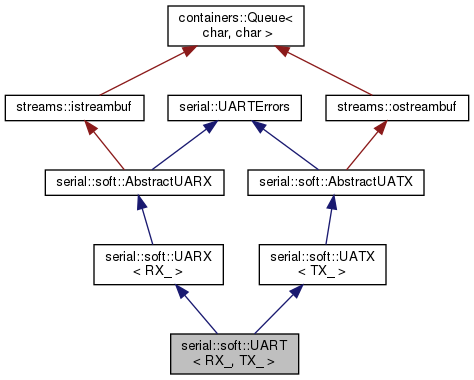 containers::Queue<
char, char >
streams::istreambuf
serial::UARTErrors
streams::ostreambuf
serial::soft::AbstractUARX
serial::soft::AbstractUATX
serial::soft::UARX
< RX_ >
serial::soft::UATX
< TX_ >
serial::soft::UART
< RX_, TX_ >